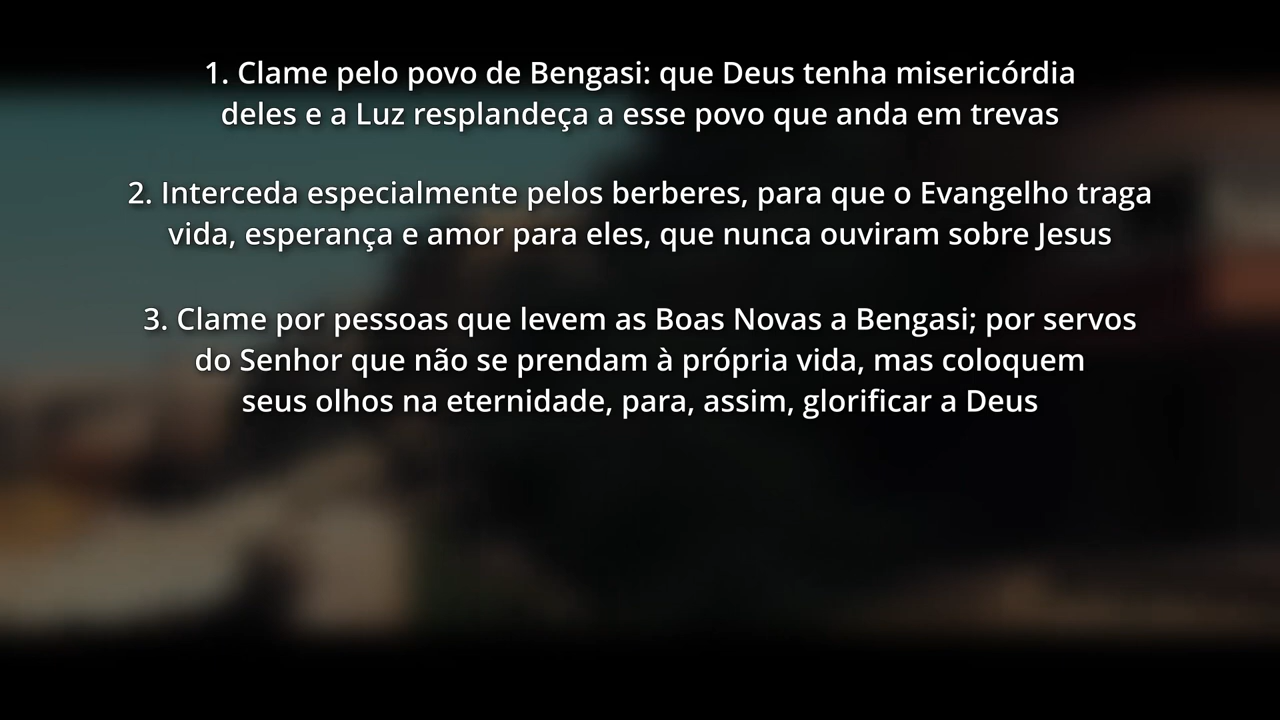 1. Clame pelo povo de Bengasi: que Deus tenha misericórdia
deles e a Luz resplandeça a esse povo que anda em trevas
2. Interceda especialmente pelos berberes, para que o Evangelho traga
vida, esperança e amor para eles, que nunca ouviram sobre Jesus
3. Clame por pessoas que levem as Boas Novas a Bengasi; por servos
do Senhor que não se prendam à própria vida, mas coloquem
seus olhos na eternidade, para, assim, glorificar a Deus